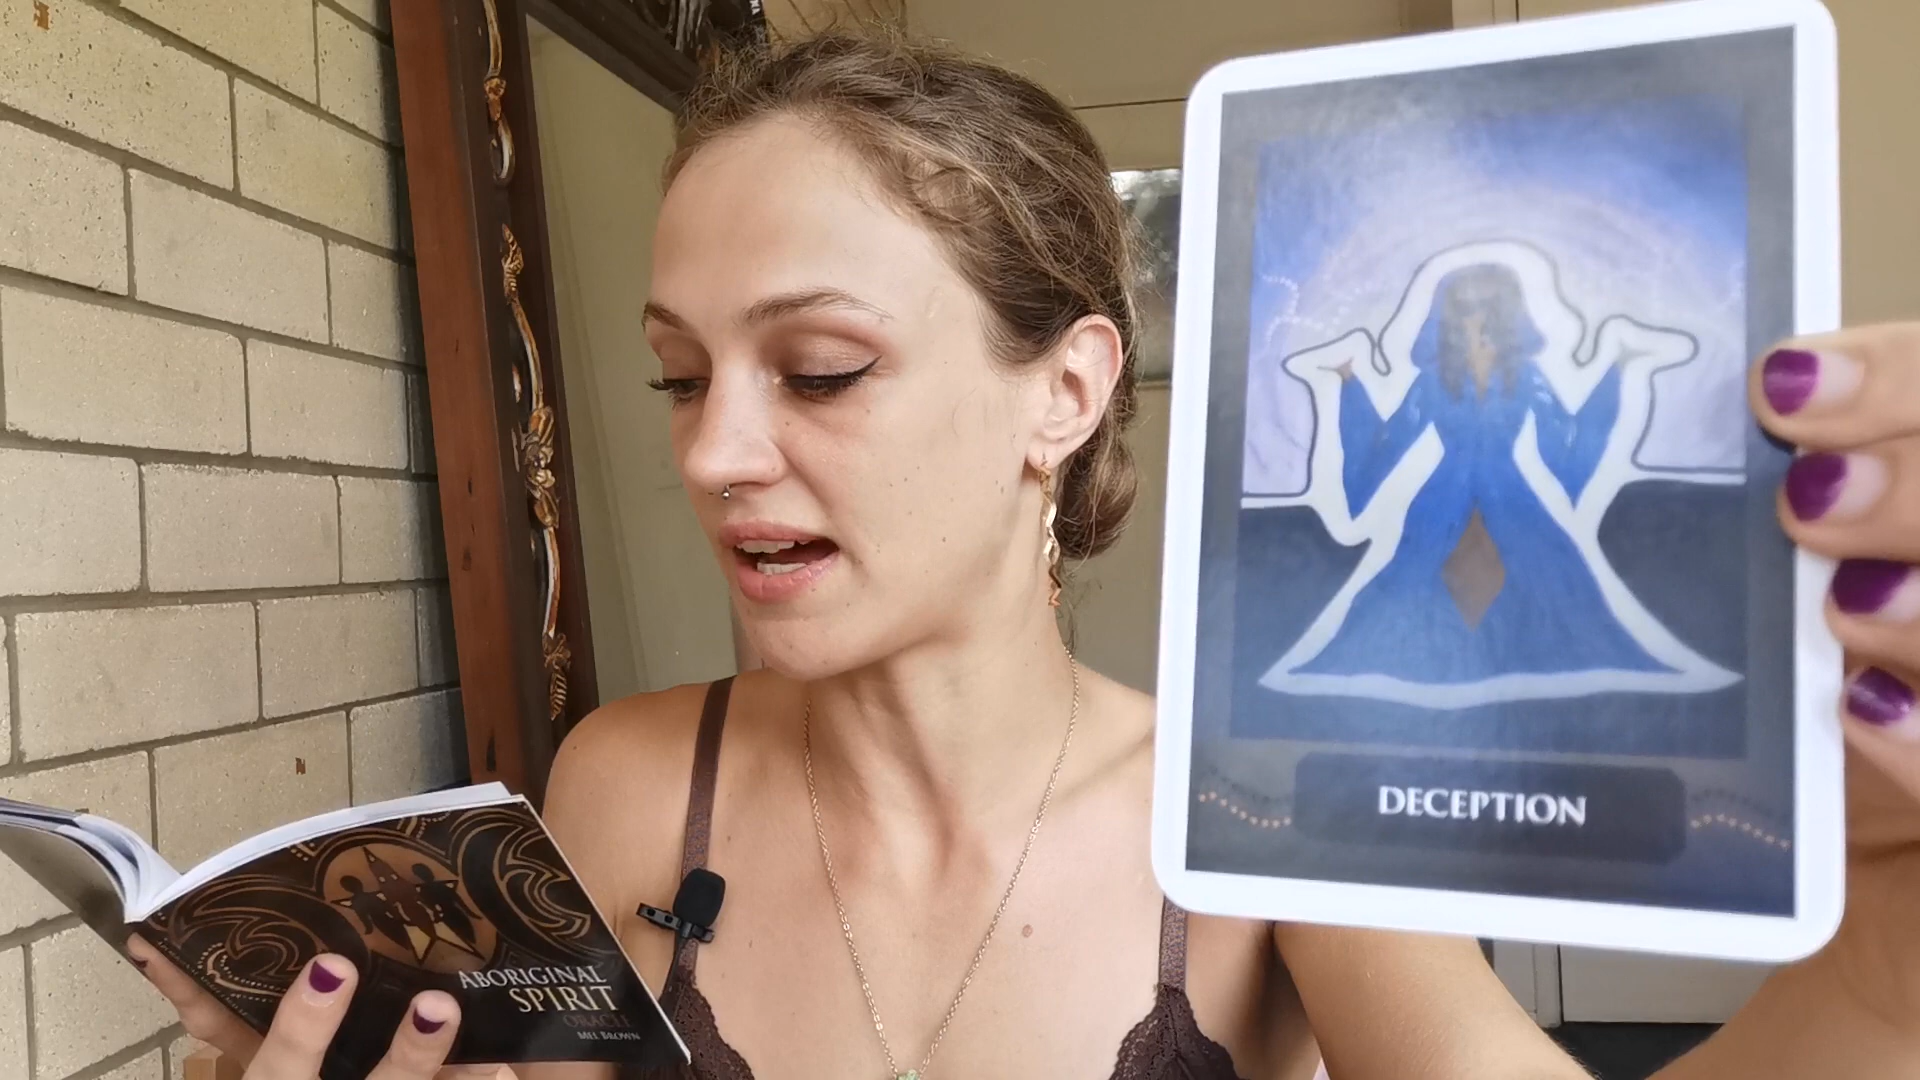 DECEPTION
ABORIGINAL
SPIRIT
ORACLE
MEL BROWN